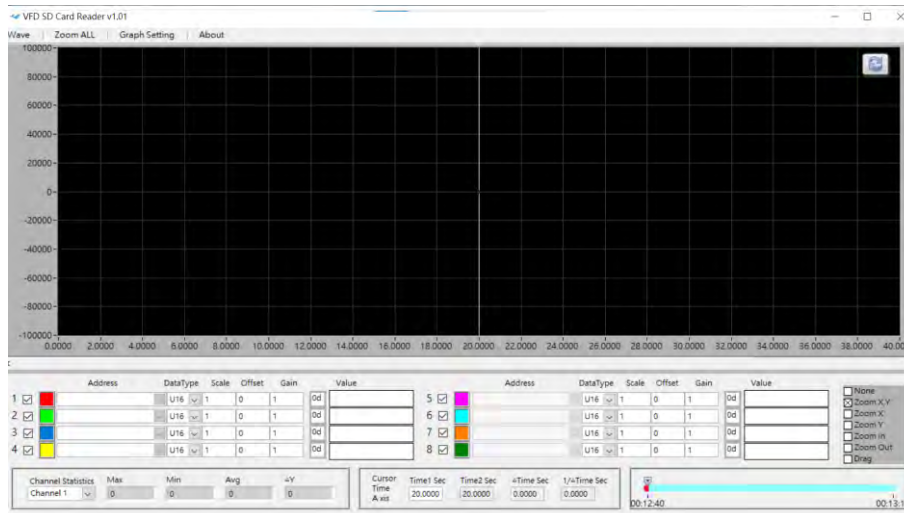 VFD SD Card Reader v1.01
Wave Zoom ALL Graph Setting About
100000
80000
60000
40000
20000
0
-20000
-40000
-60000
-80000
-100000
0.0000 2.0000 4.0000 6.0000 8.0000 10.0000 12.0000 14.0000 16.0000 18.0000 20.0000 22.0000 24.0000 26.0000 28.0000 30.0000 32.0000 34.0000 36.0000 38.0000 40.00
Address DataType Scale Offset Gain Value Address DataType Scale Offset Gain Value
1 U16 1 0 1 0d 5 U16 1 0 1 0d
2 U16 1 0 1 0d 6 U16 1 0 1 0d
3 U16 1 0 1 0d 7 U16 1 0 1 0d
4 U16 1 0 1 0d 8 U16 1 0 1 0d
None
Zoom X,Y
Zoom X
Zoom Y
Zoom In
Zoom Out
Drag
Channel Statistics Max Min Avg
Channel 1 0 0 0 0
Cursor Time A xis
Time1 Sec Time2 Sec
20.0000 20.0000 0.0000 0.0000
00:12:40 00:13:1